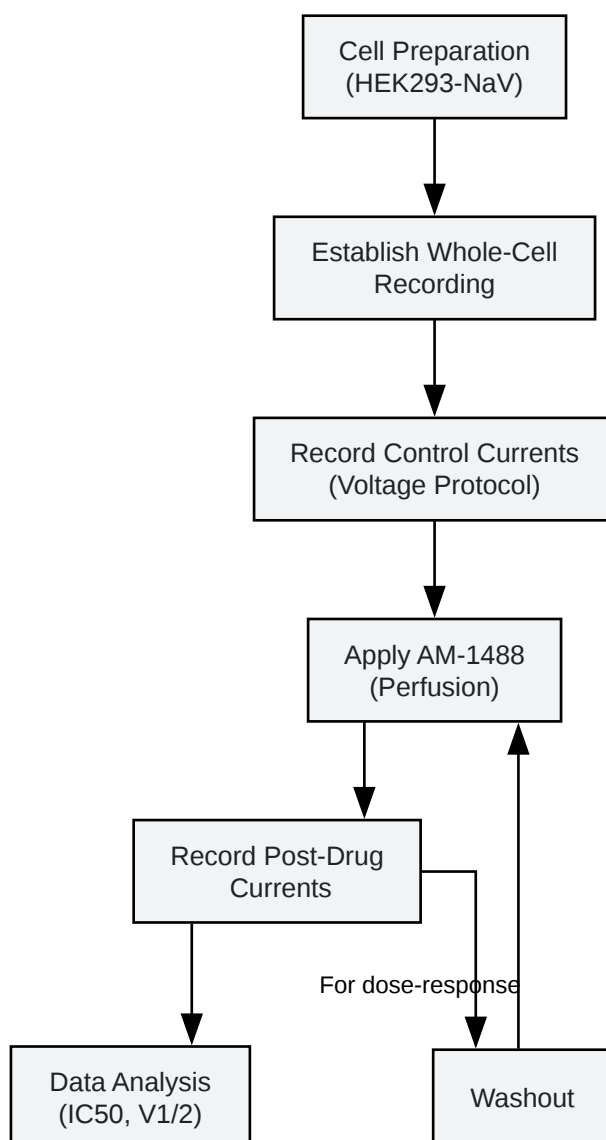 Cell Preparation
(HEK293-NaV)
Establish Whole-Cell
Recording
Record Control Currents
(Voltage Protocol)
Apply AM-1488
(Perfusion)
Record Post-Drug
Currents
For dose-response
Data Analysis
(IC50, V1/2)
Washout